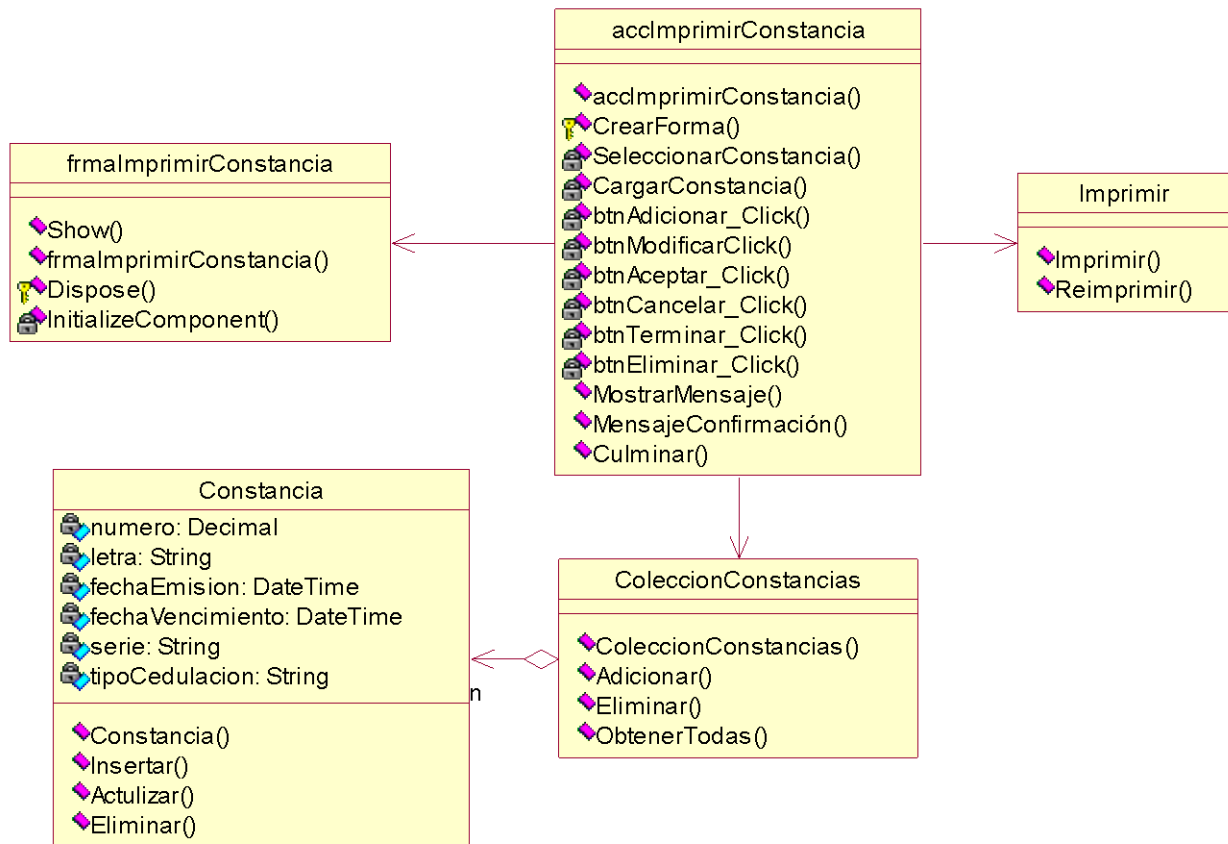 accImprimirConstancia
accImprimirConstancia()
CrearForma()
SeleccionarConstancia()
CargarConstancia()
btnAdicionar_Click()
btnModificarClick()
btnAceptar_Click()
btnCancelar_Click()
btnTerminar_Click()
btnEliminar_Click()
MostrarMensaje()
MensajeConfirmación()
Culminar()
frmaImprimirConstancia
Show()
frmaImprimirConstancia()
Dispose()
InitializeComponent()
Imprimir
Imprimir()
Reimprimir()
Constancia
numero: Decimal
letra: String
fechaEmision: DateTime
fechaVencimiento: DateTime
serie: String
tipoCedulacion: String
Constancia()
Insertar()
Actulizar()
Eliminar()
n
ColeccionConstancias
ColeccionConstancias()
Adicionar()
Eliminar()
ObtenerTodas()